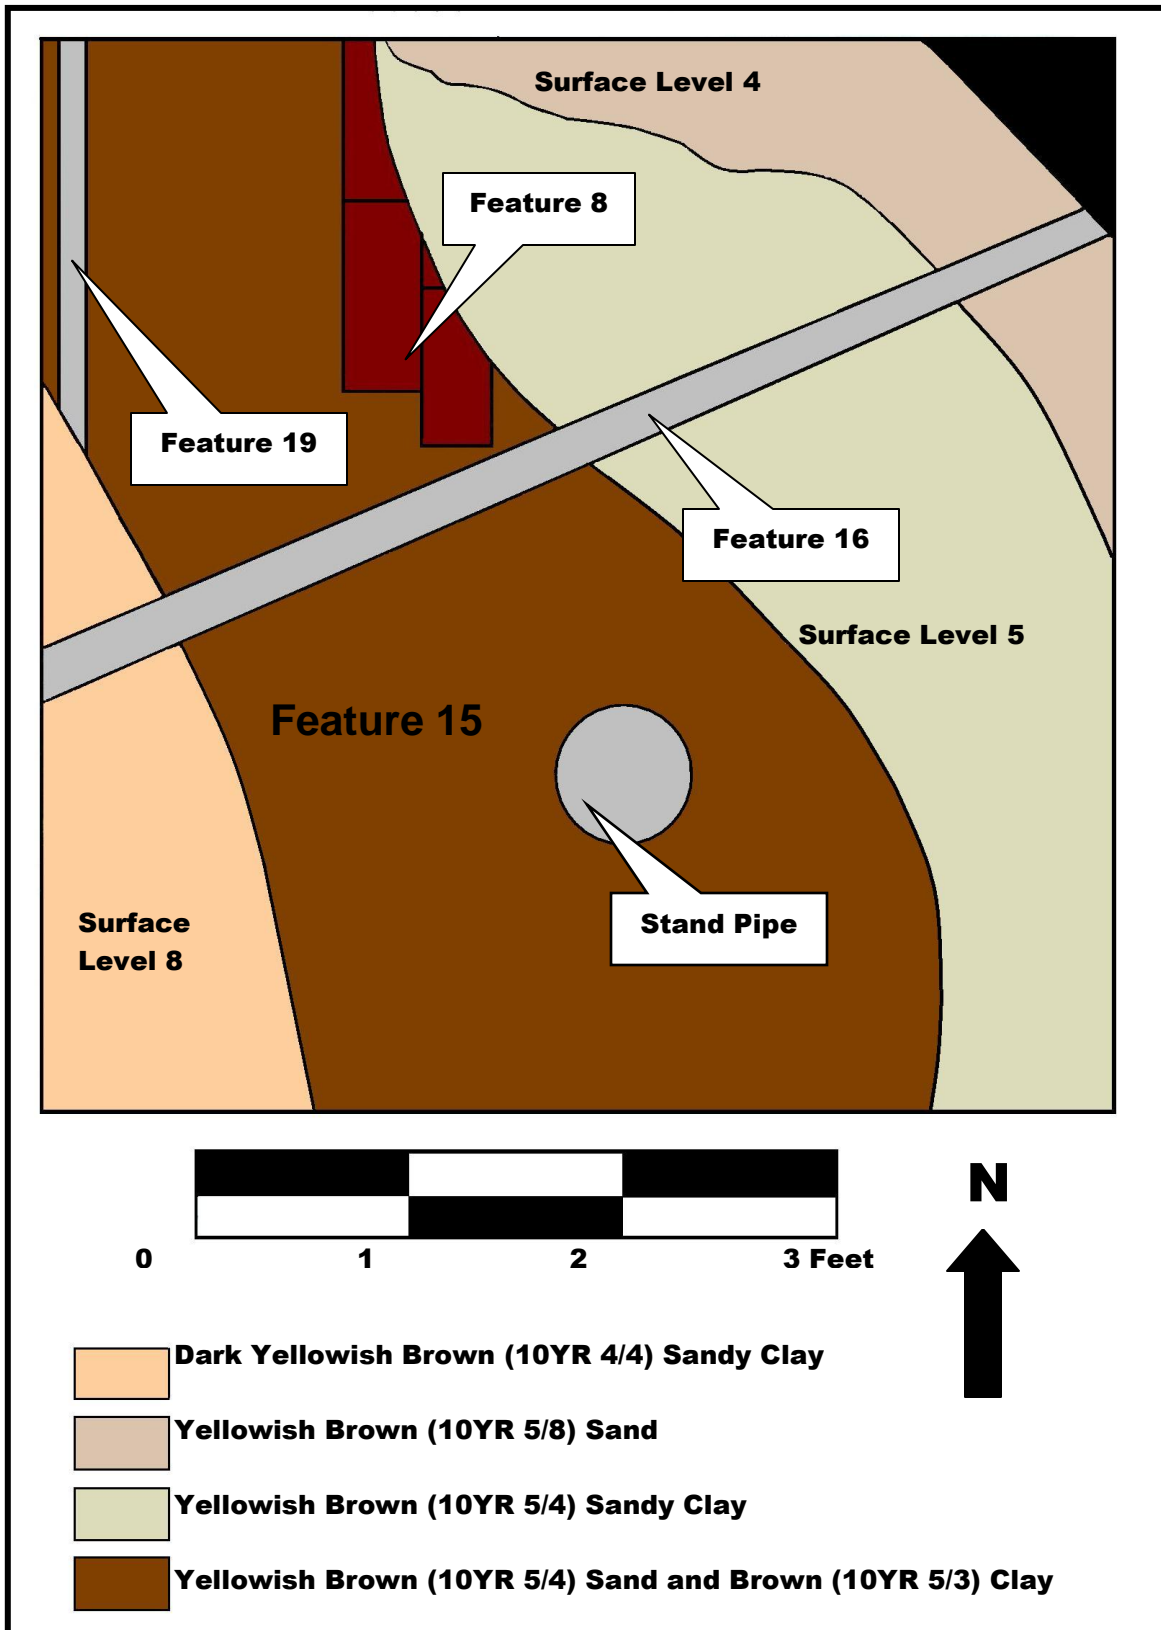 Surface Level 4
Feature 8
Feature 19
Feature 16
Surface Level 5
Feature 15
Stand Pipe
Surface
Level 8
N
0 1 2 3 Feet
Dark Yellowish Brown (10YR 4/4) Sandy Clay
Yellowish Brown (10YR 5/8) Sand
Yellowish Brown (10YR 5/4) Sandy Clay
Yellowish Brown (10YR 5/4) Sand and Brown (10YR 5/3) Clay